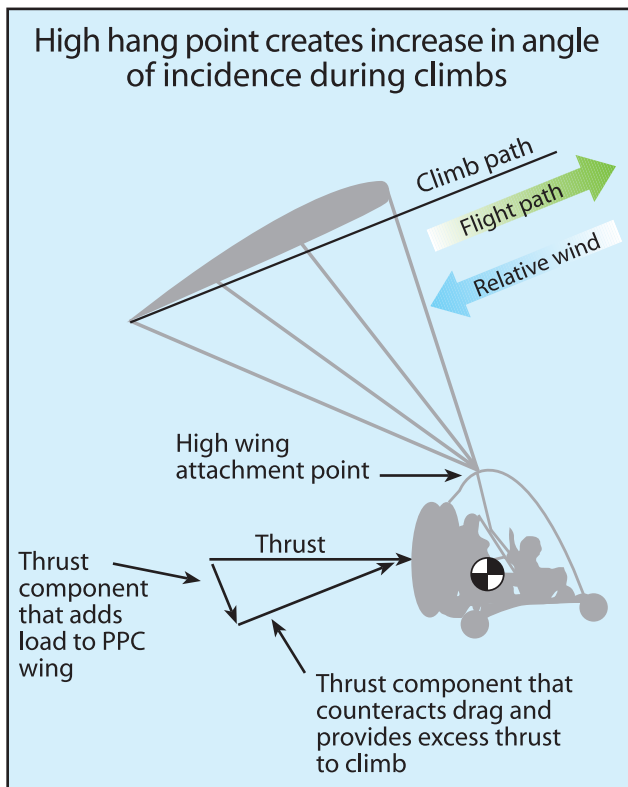 High hang point creates increase in angle
of incidence during climbs
Climb path
Flight path
Relative wind
High wing
attachment point
Thrust
Thrust
component
that adds
load to PPC
wing
Thrust component that
counteracts drag and
provides excess thrust
to climb